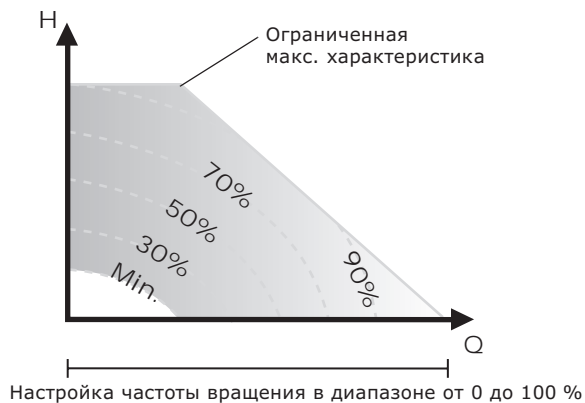 H
Ограниченная
макс. характеристика
70%
50%
30%
Min.
90%
Q
Настройка частоты вращения в диапазоне от 0 до 100 %